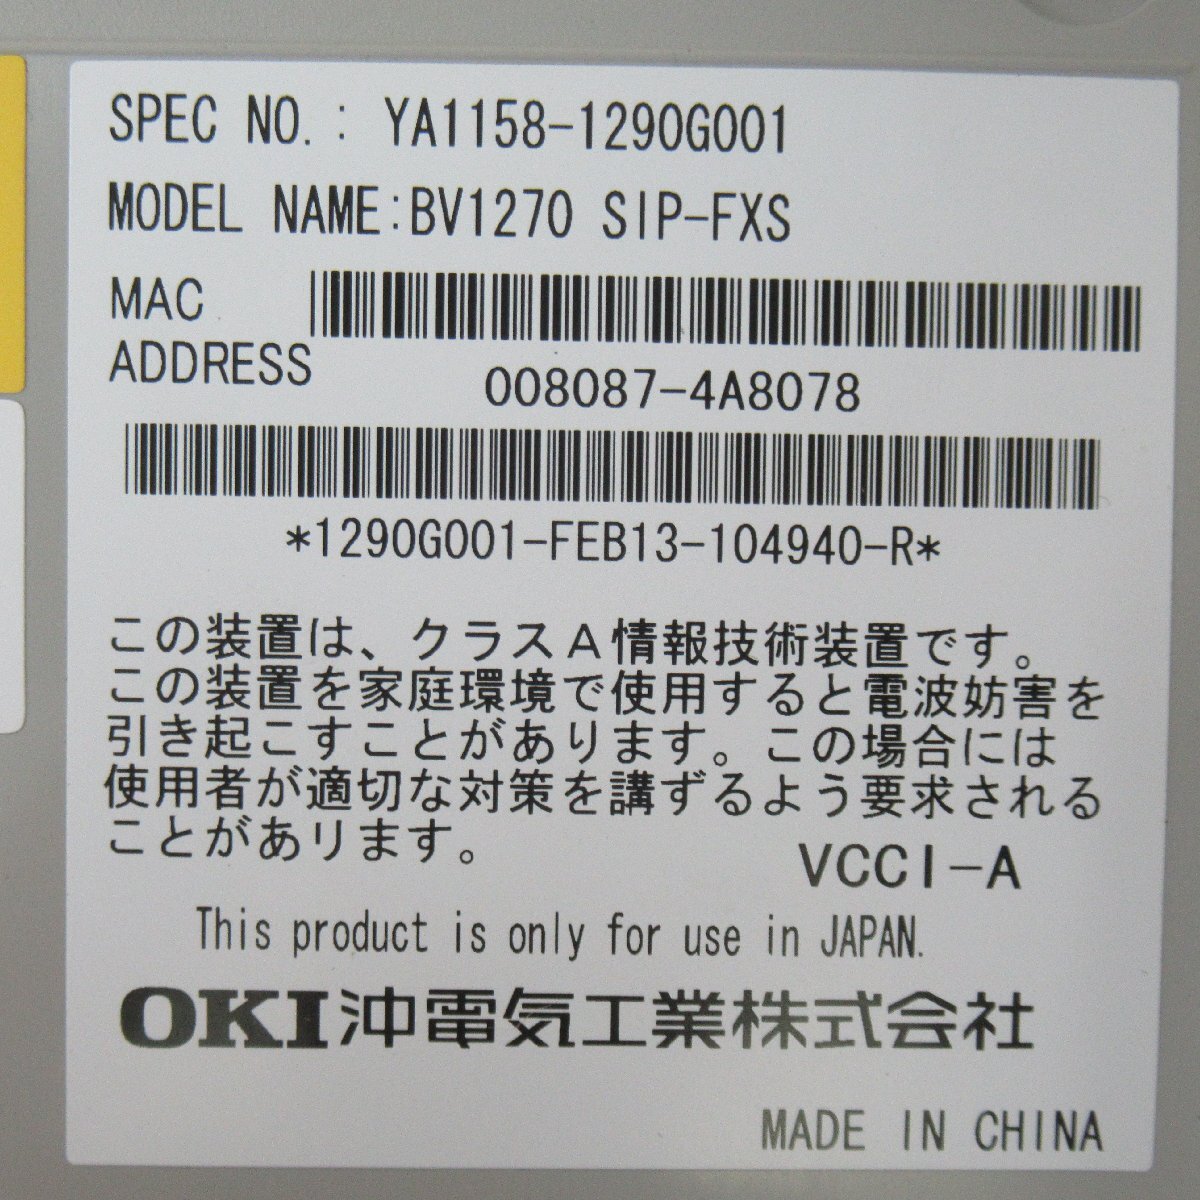 SPEC NO.: YA1158-1290G001
MODEL NAME:BV1270 SIP-FXS
MAC
ADDRESS
008087-4A8078
*1290G001-FEB13-104940-R*
この装置は、クラスA情報技術装置です。
この装置を家庭環境で使用すると電波妨害を
引き起こすことがあります。この場合には
使用者が適切な対策を講ずるよう要求される
ことがあります。
VCCI-A
This product is only for use in JAPAN.
OKI沖電気工業株式会社
MADE IN CHINA